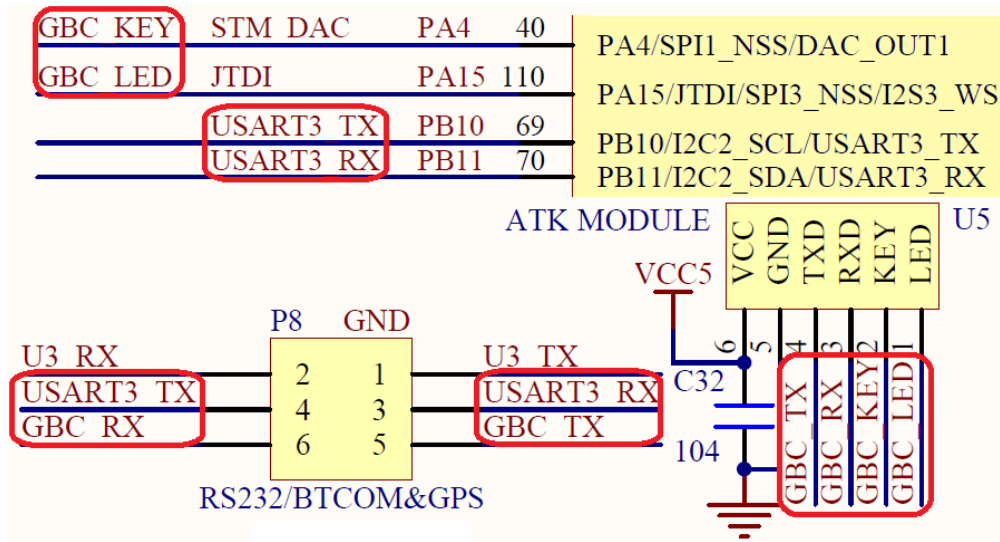 GBC_KEY STM_DAC PA4 40 PA4/SPI1_NSS/DAC_OUT1
GBC_LED JTDI PA15 110 PA15/JTDI/SPI3_NSS/I2S3_WS
USART3_TX PB10 69 PB10/I2C2_SCL/USART3_TX
USART3_RX PB11 70 PB11/I2C2_SDA/USART3_RX
ATK MODULE U5
VCC GND TXD RXD KEY LED
VCC5
6 5 4 3 2 1
GBC_TX GBC_RX GBC_KEY GBC_LED
C32
104
P8 GND
U3_RX 2 1 U3_TX
USART3_TX 4 3 USART3_RX
GBC_RX 6 5 GBC_TX
RS232/BTCOM&GPS